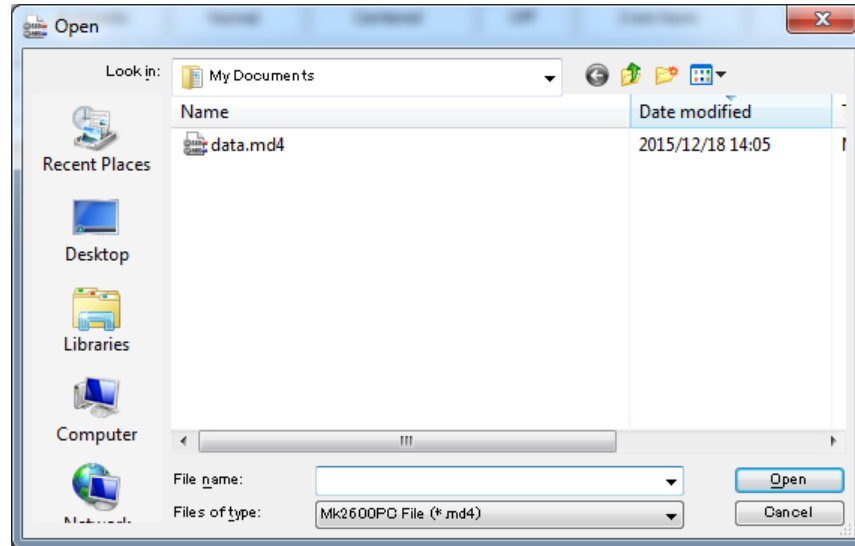 Open
Look in:
My Documents
Name
Date modified
data.md4
2015/12/18 14:05
Recent Places
Desktop
Libraries
Computer
Network
File name:
Open
Files of type:
Mk2600PC File (*.md4)
Cancel